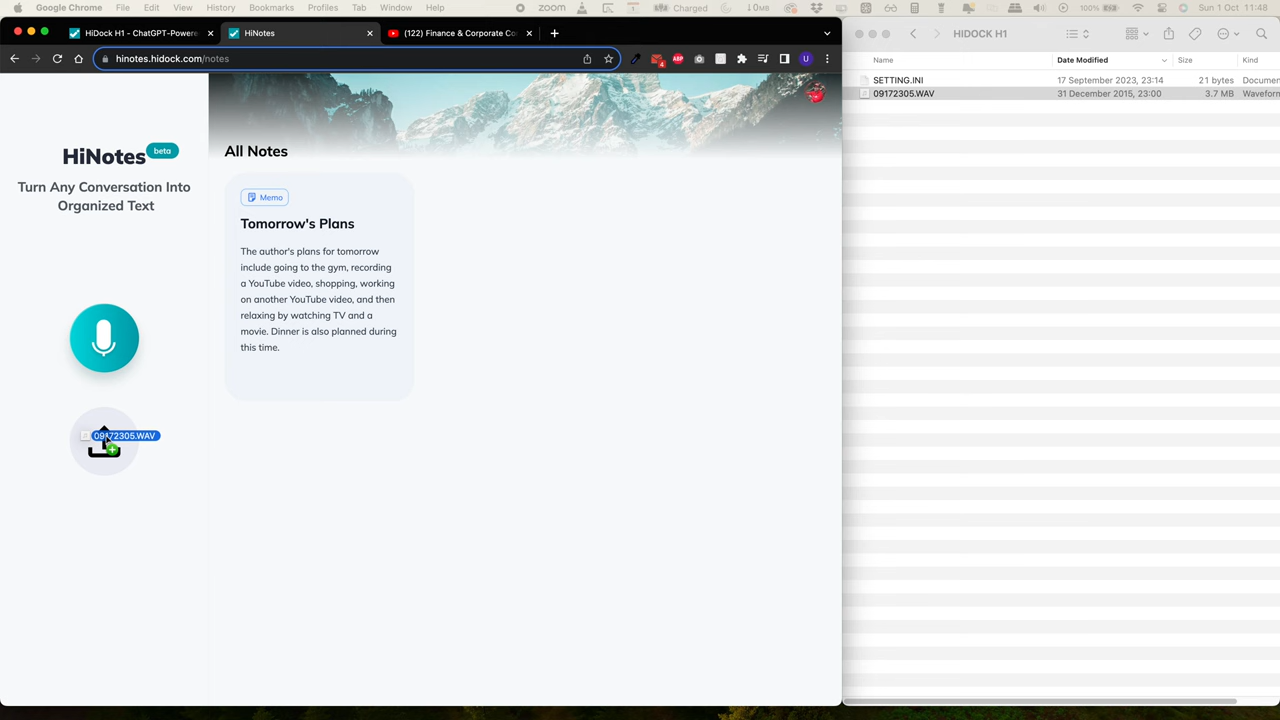 Google Chrome File Edit View History Bookmarks Profiles Tab Window Help
zoom
Charged
100%
Sun 1 Oct 11:48
HiDock H1 - ChatGPT-Powere
HiNotes
(122) Finance & Corporate Co
hinotes.hidock.com/notes
4
ABP
U
HiNotes
beta
Turn Any Conversation Into
Organized Text
09172305.WAV
All Notes
Memo
Tomorrow's Plans
The author's plans for tomorrow
include going to the gym, recording
a YouTube video, shopping, working
on another YouTube video, and then
relaxing by watching TV and a
movie. Dinner is also planned during
this time.
HIDOCK H1
Name Date Modified Size Kind
SETTING.INI 17 September 2023, 23:14 21 bytes Documen
09172305.WAV 31 December 2015, 23:00 3.7 MB Waveform